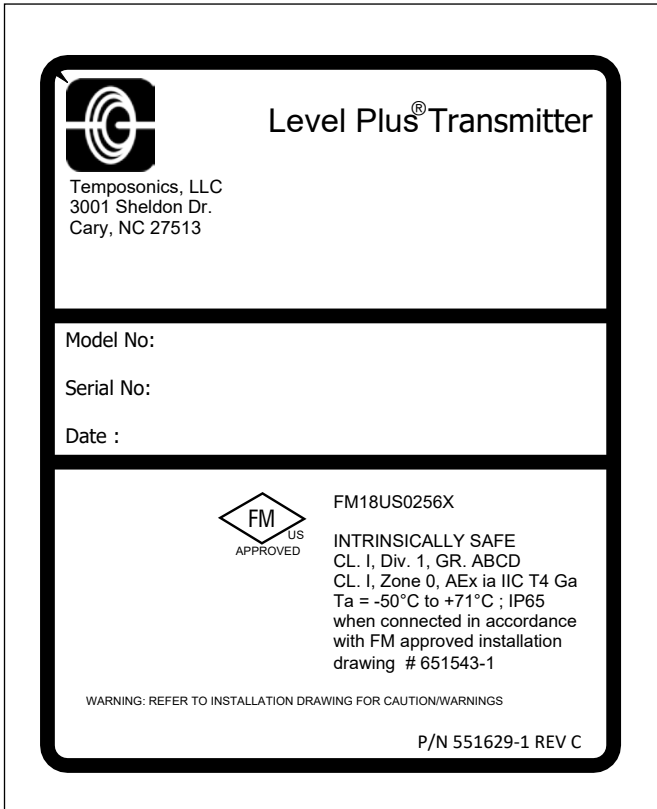 Level Plus® Transmitter
Temposonics, LLC
3001 Sheldon Dr.
Cary, NC 27513
Model No:
Serial No:
Date :
FM
US
APPROVED
FM18US0256X
INTRINSICALLY SAFE
CL. I, Div. 1, GR. ABCD
CL. I, Zone 0, AEx ia IIC T4 Ga
Ta = -50°C to +71°C ; IP65
when connected in accordance
with FM approved installation
drawing # 651543-1
WARNING: REFER TO INSTALLATION DRAWING FOR CAUTION/WARNINGS
P/N 551629-1 REV C